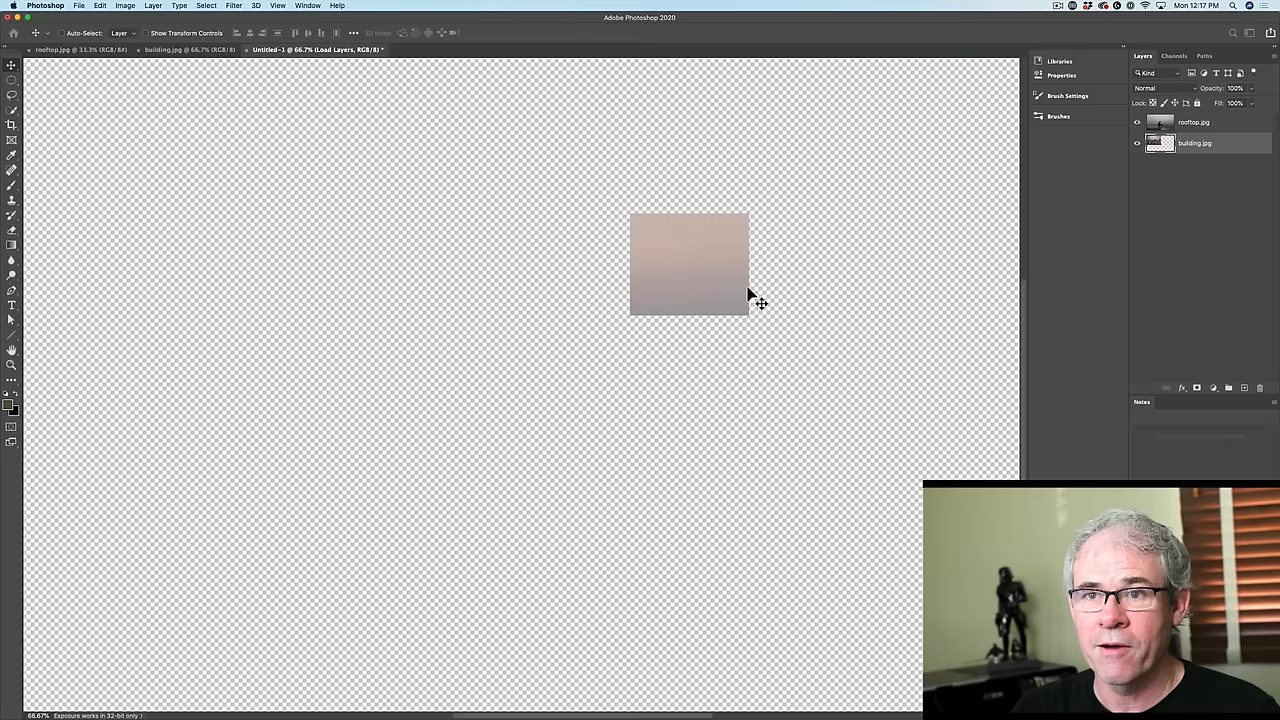 Photoshop File Edit Image Layer Type Select Filter 3D View Window Help
Mon 12:17 PM
Adobe Photoshop 2020
Auto-Select: Layer Show Transform Controls 3D Mode:
rooftop.jpg @ 33.3% (RGB/8#)
building.jpg @ 66.7% (RGB/8)
Untitled-1 @ 66.7% (Load Layers, RGB/8) *
Libraries
Properties
Brush Settings
Brushes
Layers Channels Paths
Kind
Normal Opacity: 100%
Lock: Fill: 100%
rooftop.jpg
building.jpg
Notes
66.67% Exposure works in 32-bit only